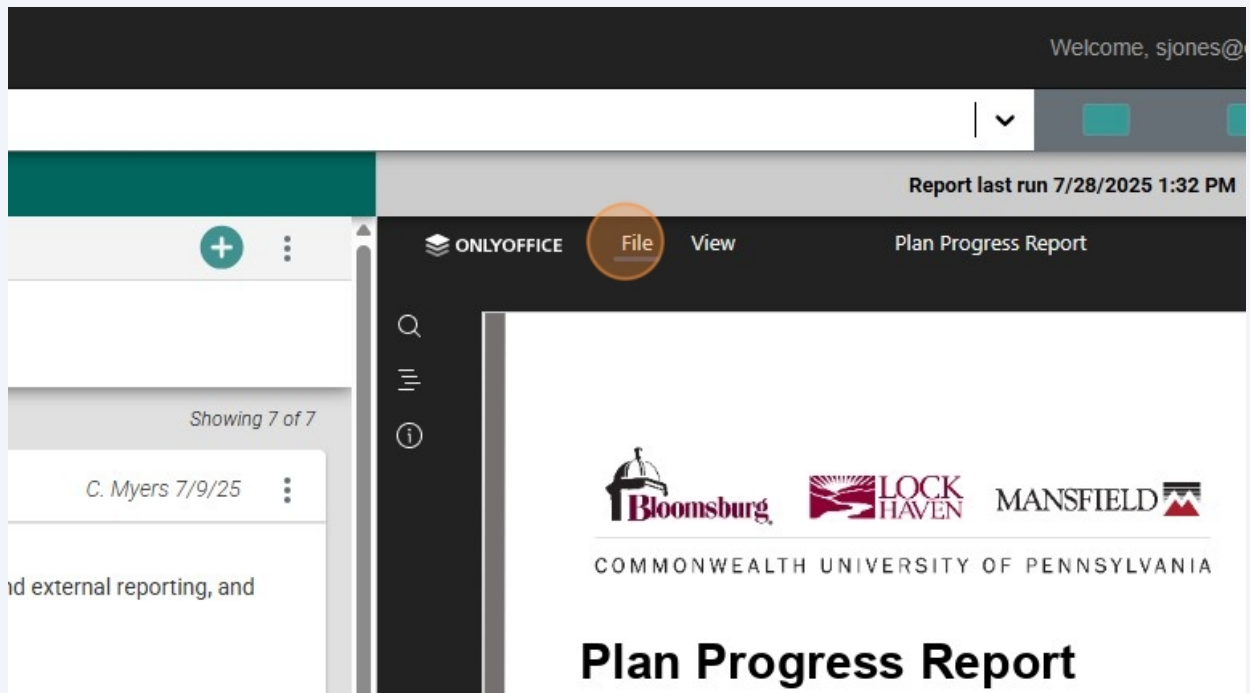 Welcome, sjones@
Report last run 7/28/2025 1:32 PM
ONLYOFFICE File View Plan Progress Report
Showing 7 of 7
C. Myers 7/9/25
Bloomsburg LOCK HAVEN MANSFIELD
COMMONWEALTH UNIVERSITY OF PENNSYLVANIA
external reporting, and
Plan Progress Report